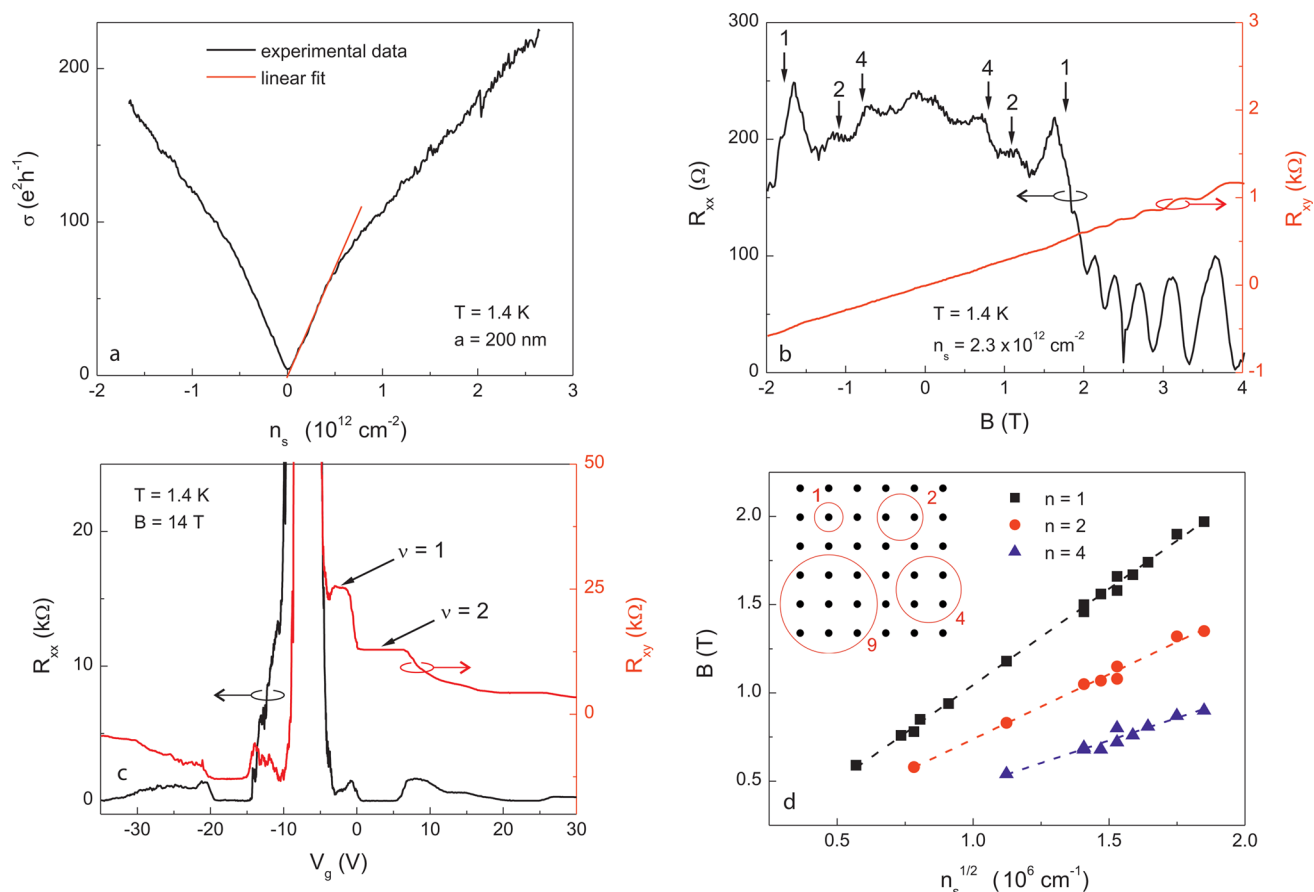 300
3
1
1
experimental data
linear fit
200
4
4
2
2
2
200
σ (e²h⁻¹)
R_xx (Ω)
1
R_xy (kΩ)
100
100
0
T = 1.4 K
a = 200 nm
a
T = 1.4 K
n_s = 2.3 x 10¹² cm⁻²
b
0
0
-1
-2 -1 0 1 2 3
-2 -1 0 1 2 3 4
n_s (10¹² cm⁻²)
B (T)
50
T = 1.4 K
B = 14 T
20
ν = 1
25
ν = 2
R_xx (kΩ)
R_xy (kΩ)
10
0
c
0
-30 -20 -10 0 10 20 30
V_g (V)
1
2
n = 1
n = 2
n = 4
2.0
1.5
B (T)
9
4
1.0
0.5
d
0.5 1.0 1.5 2.0
n_s^1/2 (10⁶ cm⁻¹)